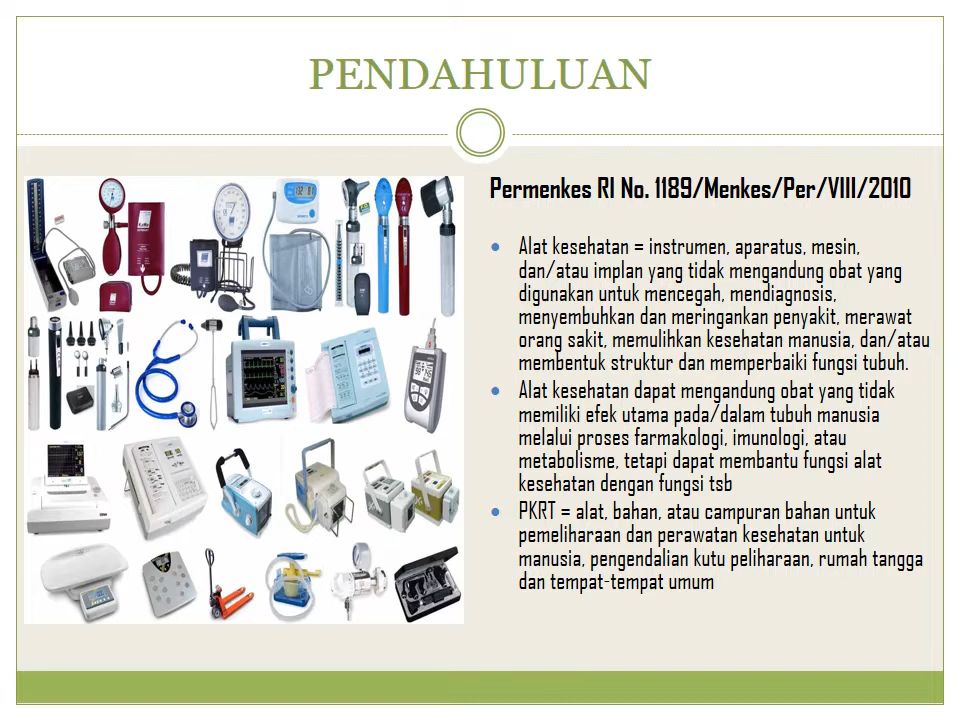 PENDAHULUAN
Permenkes RI No. 1189/Menkes/Per/VIII/2010
• Alat kesehatan = instrumen, aparatus, mesin,
dan/atau implan yang tidak mengandung obat yang
digunakan untuk mencegah, mendiagnosis,
menyembuhkan dan meringankan penyakit, merawat
orang sakit, memulihkan kesehatan manusia, dan/atau
membentuk struktur dan memperbaiki fungsi tubuh.
• Alat kesehatan dapat mengandung obat yang tidak
memiliki efek utama pada/dalam tubuh manusia
melalui proses farmakologi, imunologi, atau
metabolisme, tetapi dapat membantu fungsi alat
kesehatan dengan fungsi tsb
• PKRT = alat, bahan, atau campuran bahan untuk
pemeliharaan dan perawatan kesehatan untuk
manusia, pengendalian kutu peliharaan, rumah tangga
dan tempat-tempat umum